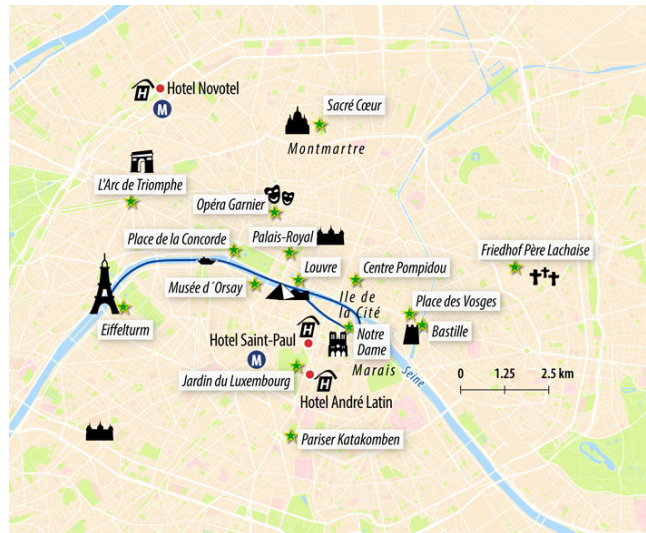 H Hotel Novotel
M
Sacré Cœur
Montmartre
L'Arc de Triomphe
Opéra Garnier
Place de la Concorde
Palais-Royal
Friedhof Père Lachaise
Louvre
Centre Pompidou
Musée d´Orsay
Ile de
la Cité
Place des Vosges
Eiffelturm
H
Bastille
Hotel Saint-Paul
Notre
Dame
M
Marais
Seine
Jardin du Luxembourg
H
0 1.25 2.5 km
Hotel André Latin
Pariser Katakomben